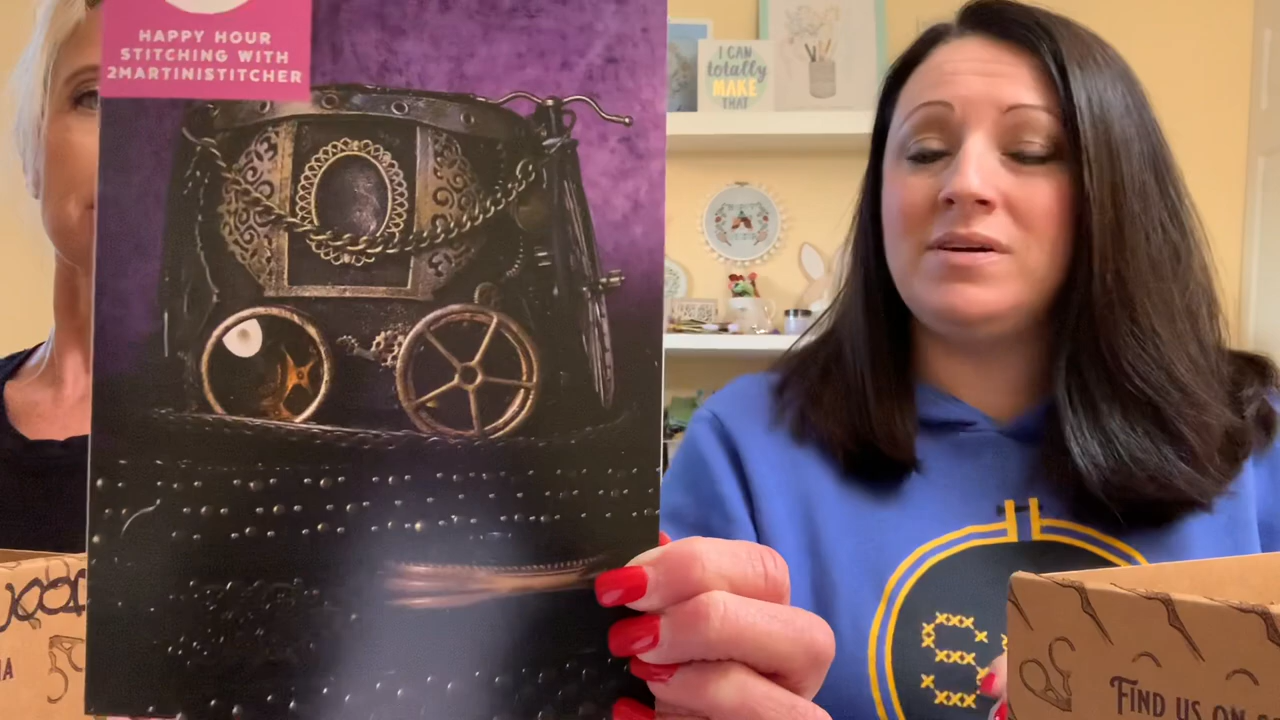 HAPPY HOUR
STITCHING WITH
2MARTINISTITCHER
I CAN
totally
MAKE
THAT
FIND US ON